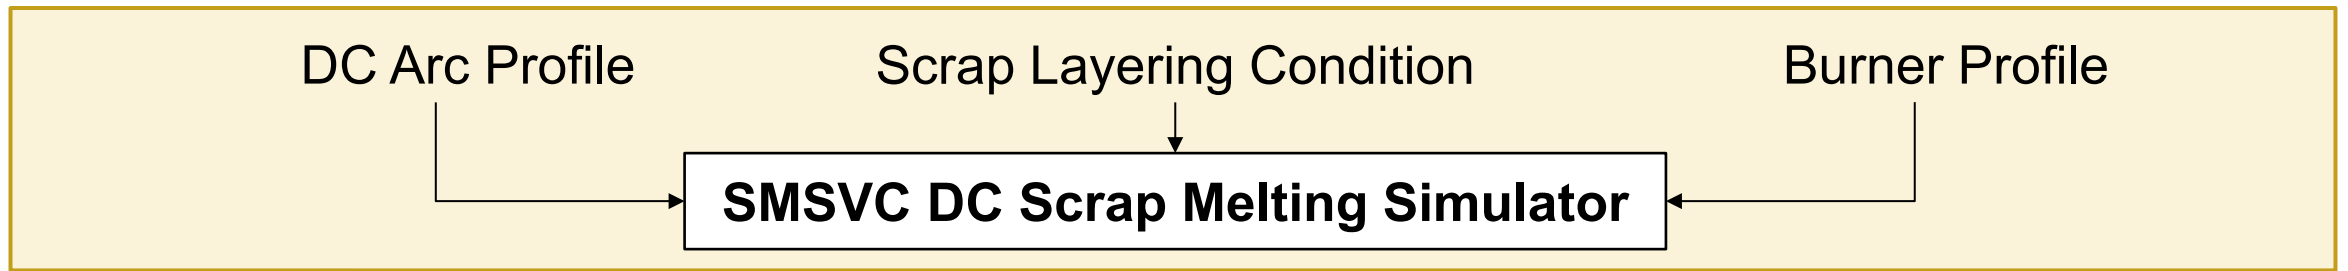 DC Arc Profile
Scrap Layering Condition
Burner Profile
SMSVC DC Scrap Melting Simulator